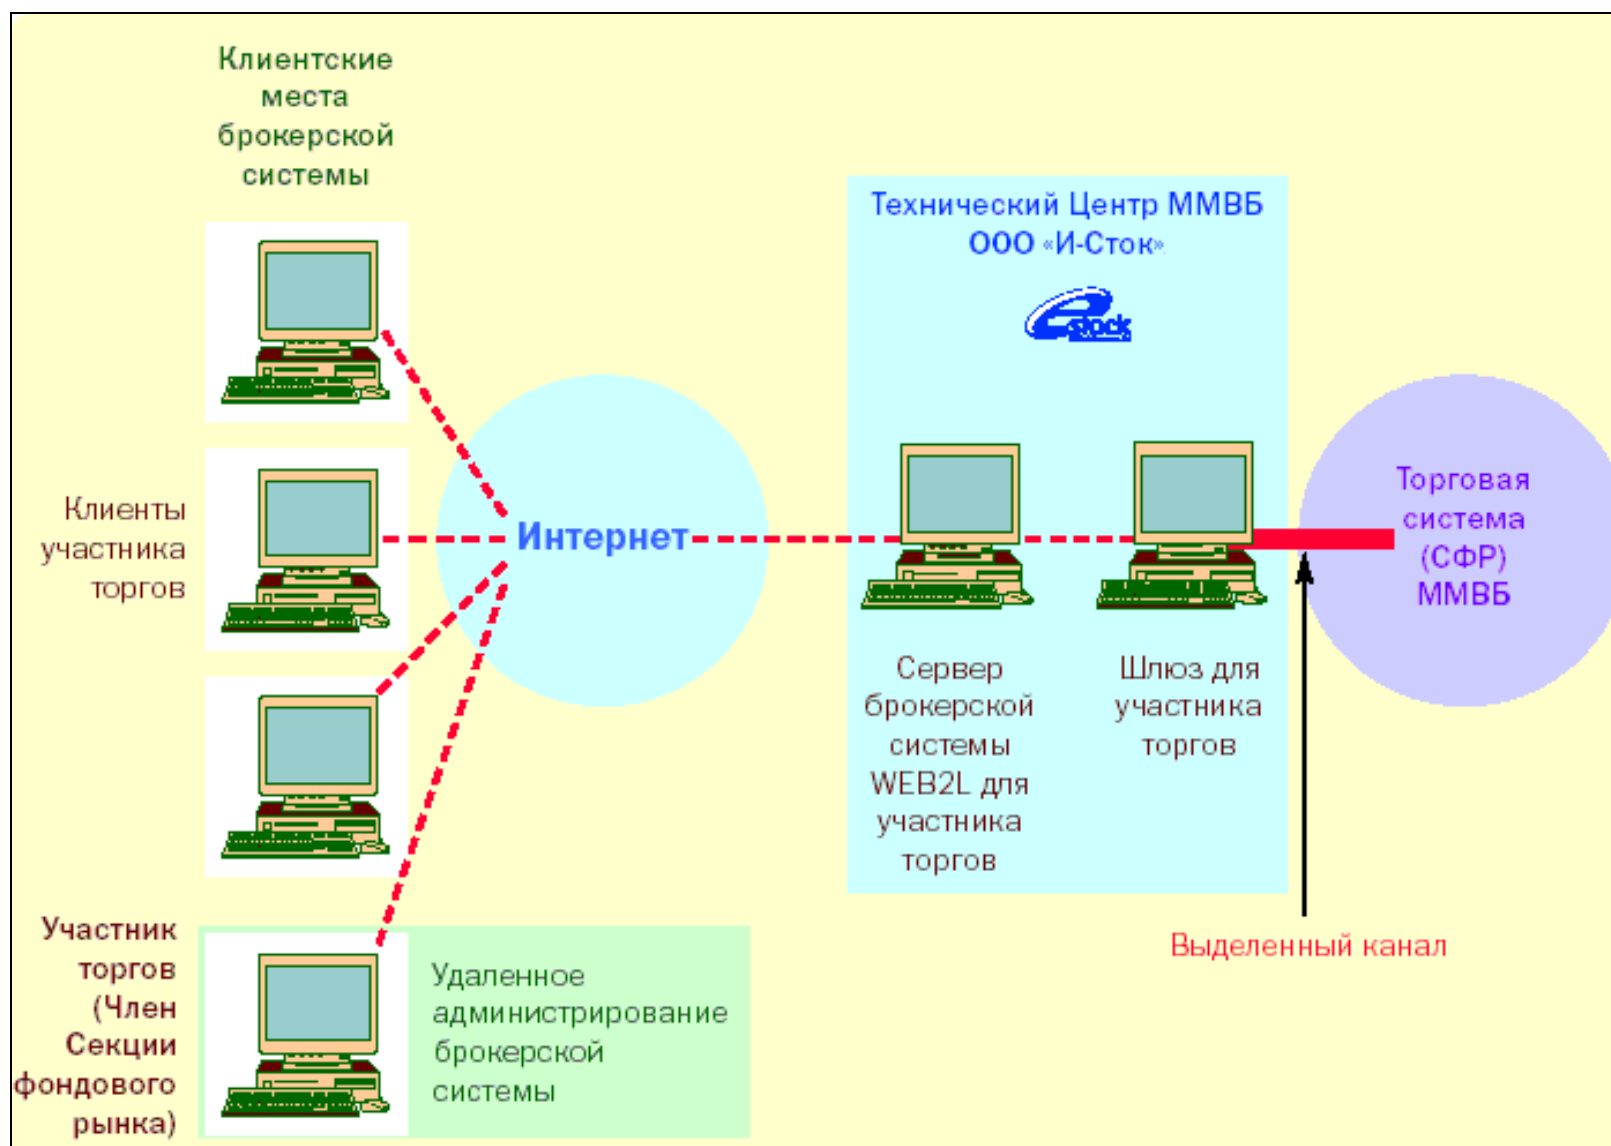 Клиентские
места
брокерской
системы
Технический Центр ММВБ
ООО «И-Сток»
estock
Клиенты
участника
торгов
Интернет
Торговая
система
(СФР)
ММВБ
Сервер
брокерской
системы
WEB2L для
участника
торгов
Шлюз для
участника
торгов
Выделенный канал
Участник
торгов
(Член
Секции
фондового
рынка)
Удаленное
администрирование
брокерской
системы